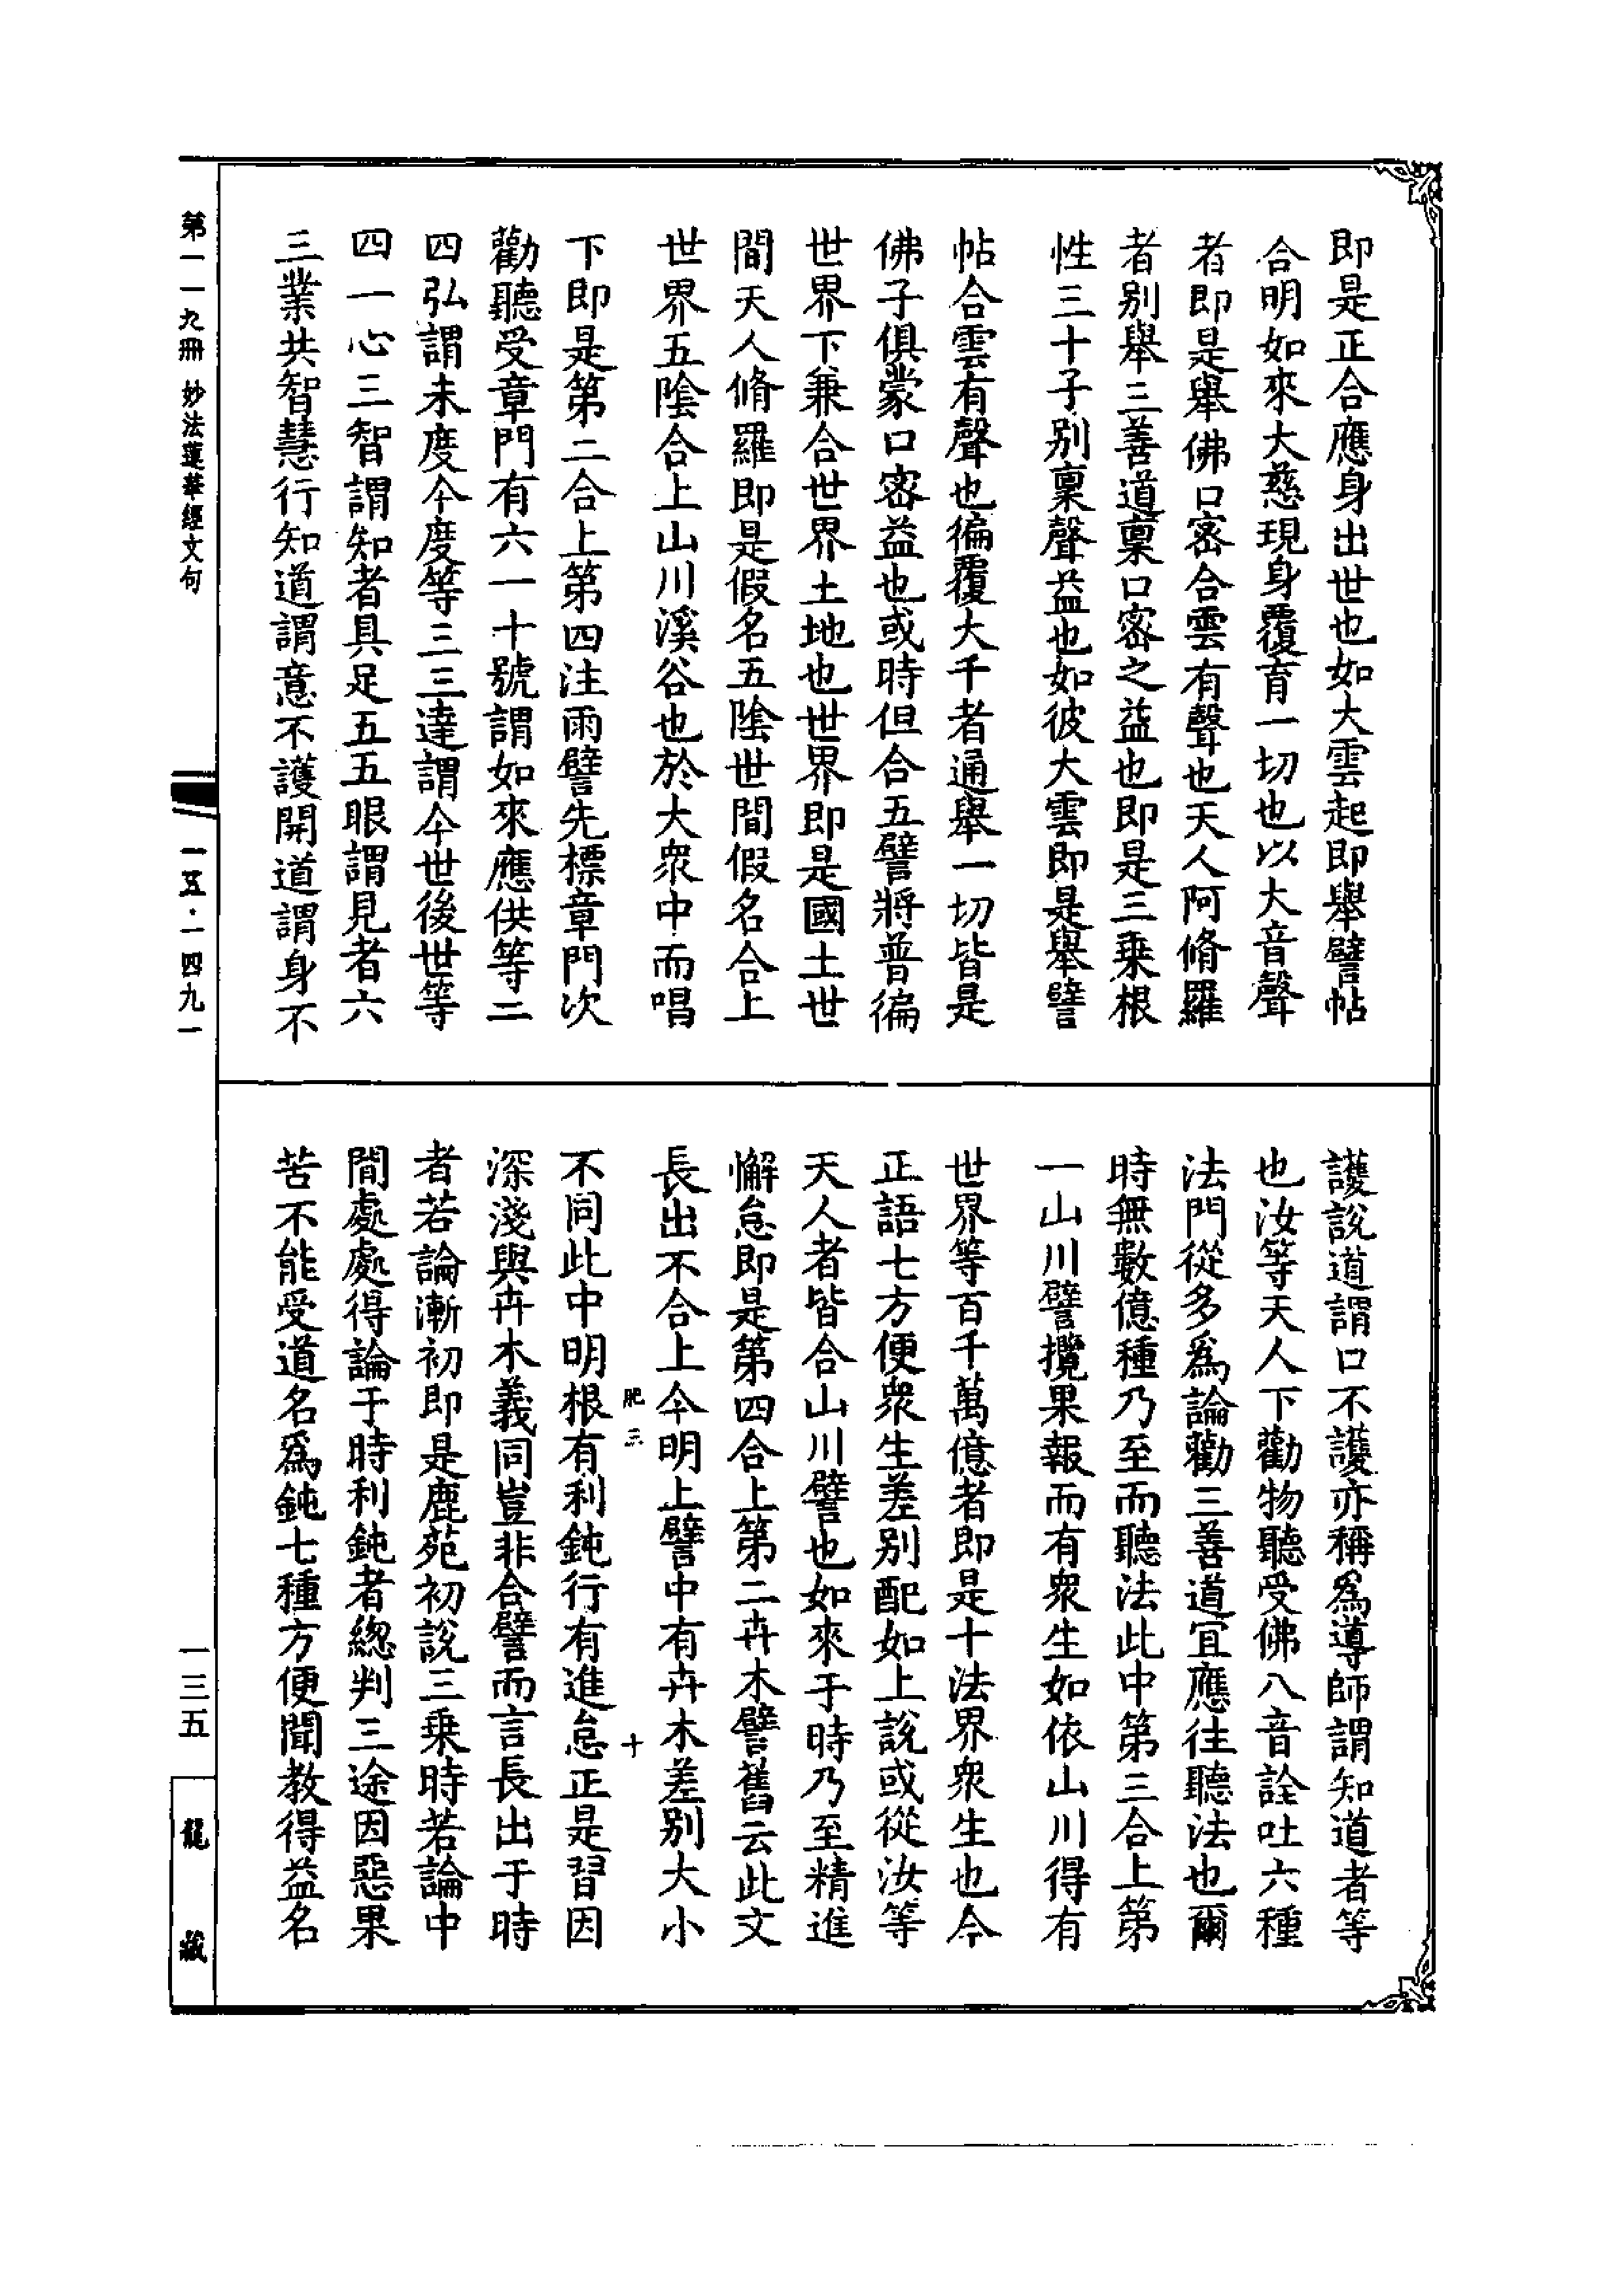 即是正合應身出世也如大雲起即舉譬帖
合明如來大慈現身覆育一切也以大音聲
者即是舉佛口密合雲有聲也天人阿脩羅
者别舉三善道稟口密之益也即是三乗根
性三十子别稟聲益也如彼大雲即是舉譬
帖合雲有聲也徧覆大千者通舉一切皆是
佛子俱蒙口密益也或時但合五譬將普徧
世界下兼合世界土地也世界即是國土世
間天人脩羅即是假名五陰世間假名合上
世界五陰合上山川溪谷也於大衆中而唱
下即是第二合上第四注雨譬先標章門次
勸聽受章門有六一十號謂如來應供等二
四弘謂未度令度等三三達謂今世後世等
四一心三智謂知者具足五五眼謂見者六
三業共智慧行知道謂意不護開道謂身不
護說道謂口不護亦稱爲導師謂知道者等
也汝等天人下勸物聽受佛八音詮吐六種
法門從多爲論勸三善道宜應往聽法也爾
時無數億種乃至而聽法此中第三合上第
一山川譬攬果報而有衆生如依山川得有
世界等百千萬億者即是十法界衆生也今
正語七方便衆生差别配如上說或從汝等
天人者皆合山川譬也如來于時乃至精進
懈怠即是第四合上第二卉木譬舊云此文
長出不合上今明上譬中有卉木差别大小
肥三 十
不同此中明根有利鈍行有進怠正是習因
深淺與卉木義同豈非合譬而言長出于時
者若論漸初即是鹿苑初說三乗時若論中
間處處得論于時利鈍者總判三途因惡果
苦不能受道名爲鈍七種方便聞教得益名
第一一九冊 妙法蓮華經文句
一五·一四九一
一三五
龍藏